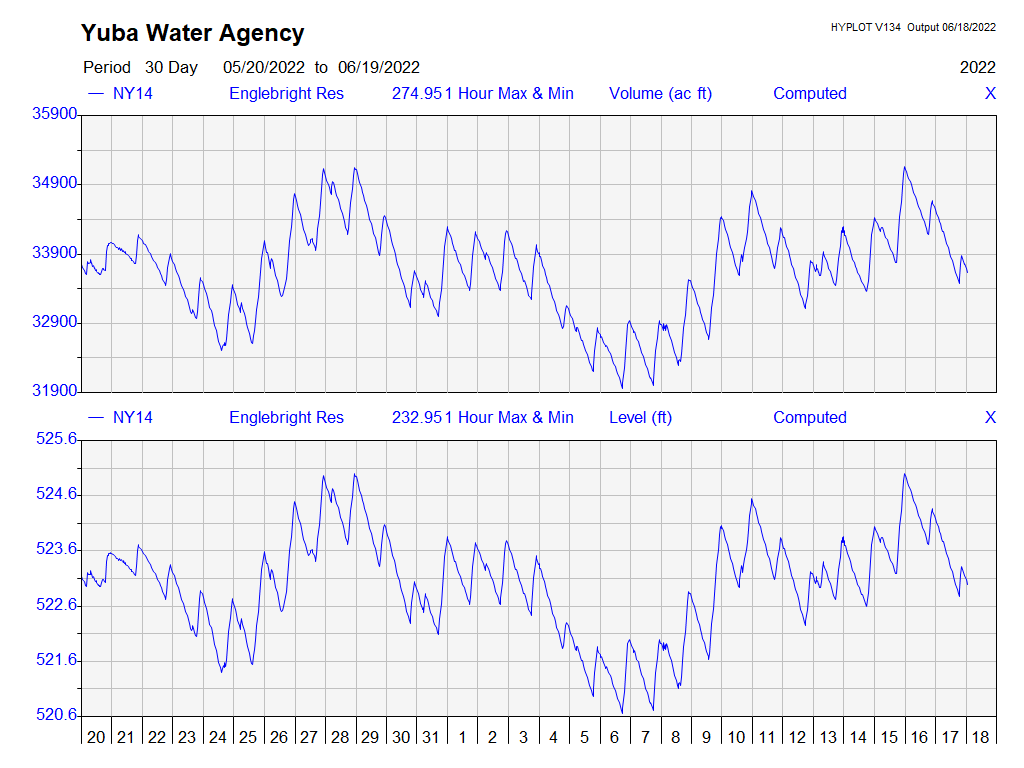 Yuba Water Agency
HYPLOT V134 Output 06/18/2022
Period 30 Day 05/20/2022 to 06/19/2022
2022
NY14 Englebright Res 274.951 Hour Max & Min Volume (ac ft) Computed X
35900
34900
33900
32900
31900
NY14 Englebright Res 232.951 Hour Max & Min Level (ft) Computed X
525.6
524.6
523.6
522.6
521.6
520.6
20 21 22 23 24 25 26 27 28 29 30 31 1 2 3 4 5 6 7 8 9 10 11 12 13 14 15 16 17 18